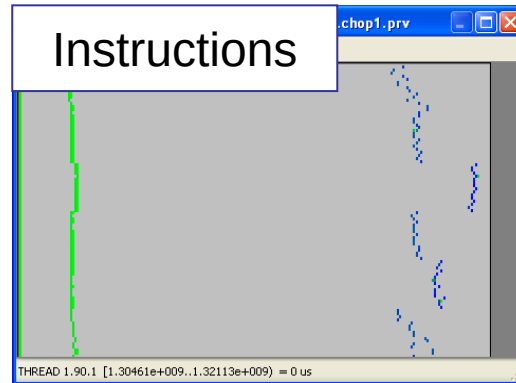 Instructions
.chop1.prv
THREAD 1.90.1 [1.30461e+009..1.32113e+009) = 0 us